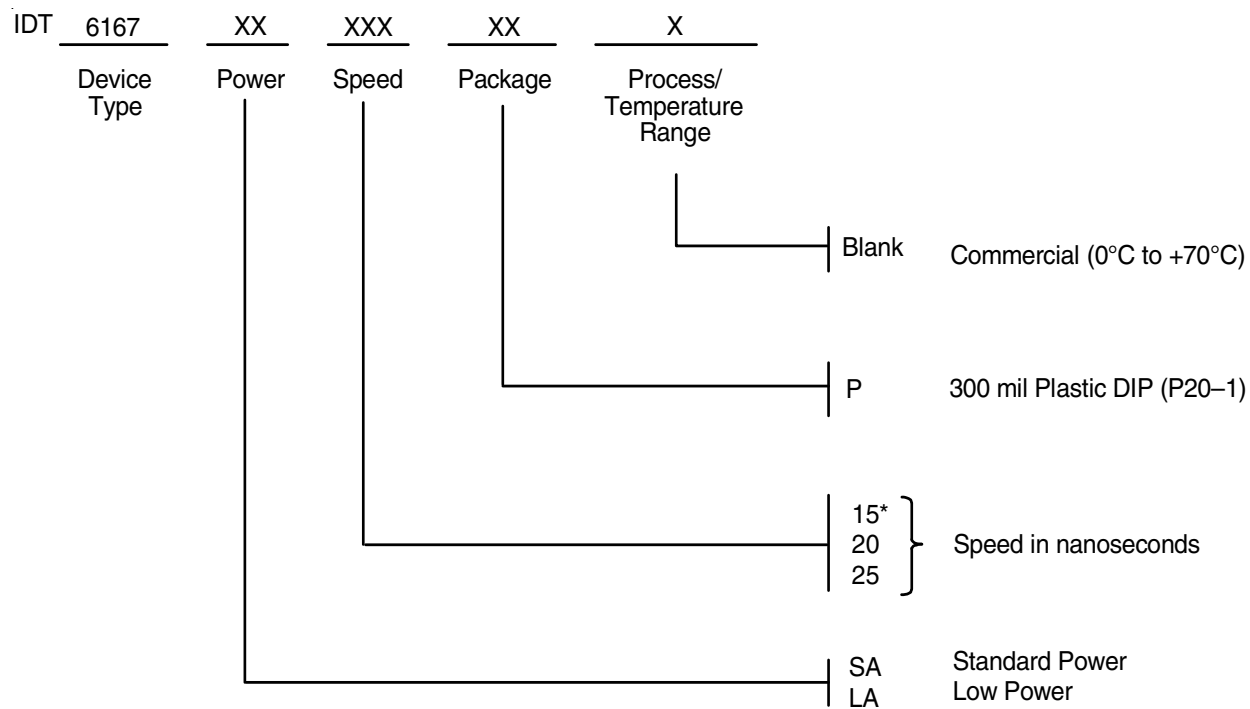 IDT 6167 XX XXX XX X
Device Type Power Speed Package Process/ Temperature Range
Blank Commercial (0°C to +70°C)
P 300 mil Plastic DIP (P20–1)
15*
20 Speed in nanoseconds
25
SA Standard Power
LA Low Power